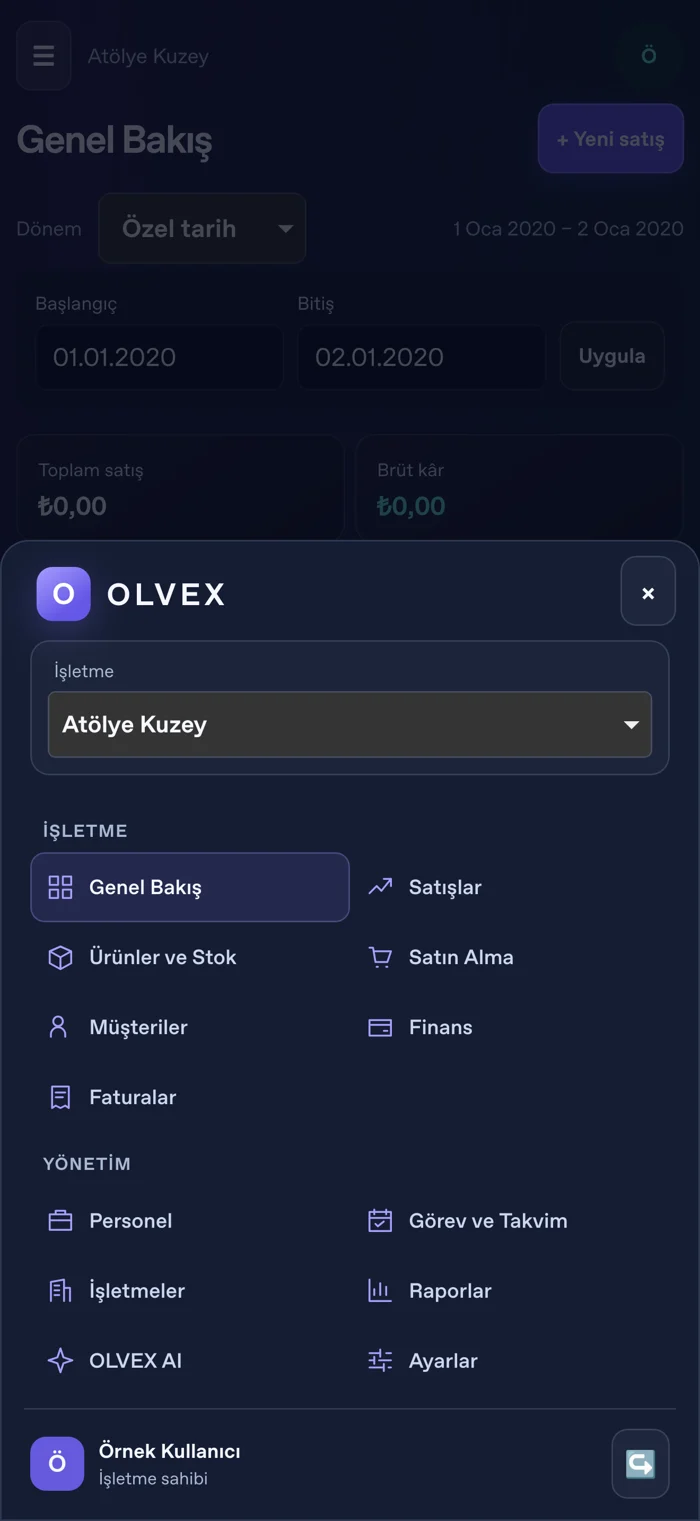 Atölye Kuzey
Ö
Genel Bakış
+ Yeni satış
Dönem
Özel tarih
1 Oca 2020 – 2 Oca 2020
Başlangıç
Bitiş
01.01.2020
02.01.2020
Uygula
Toplam satış
Brüt kâr
₺0,00
₺0,00
O
OLVEX
×
İşletme
Atölye Kuzey
İŞLETME
Genel Bakış
Satışlar
Ürünler ve Stok
Satın Alma
Müşteriler
Finans
Faturalar
YÖNETİM
Personel
Görev ve Takvim
İşletmeler
Raporlar
OLVEX AI
Ayarlar
Ö
Örnek Kullanıcı
İşletme sahibi